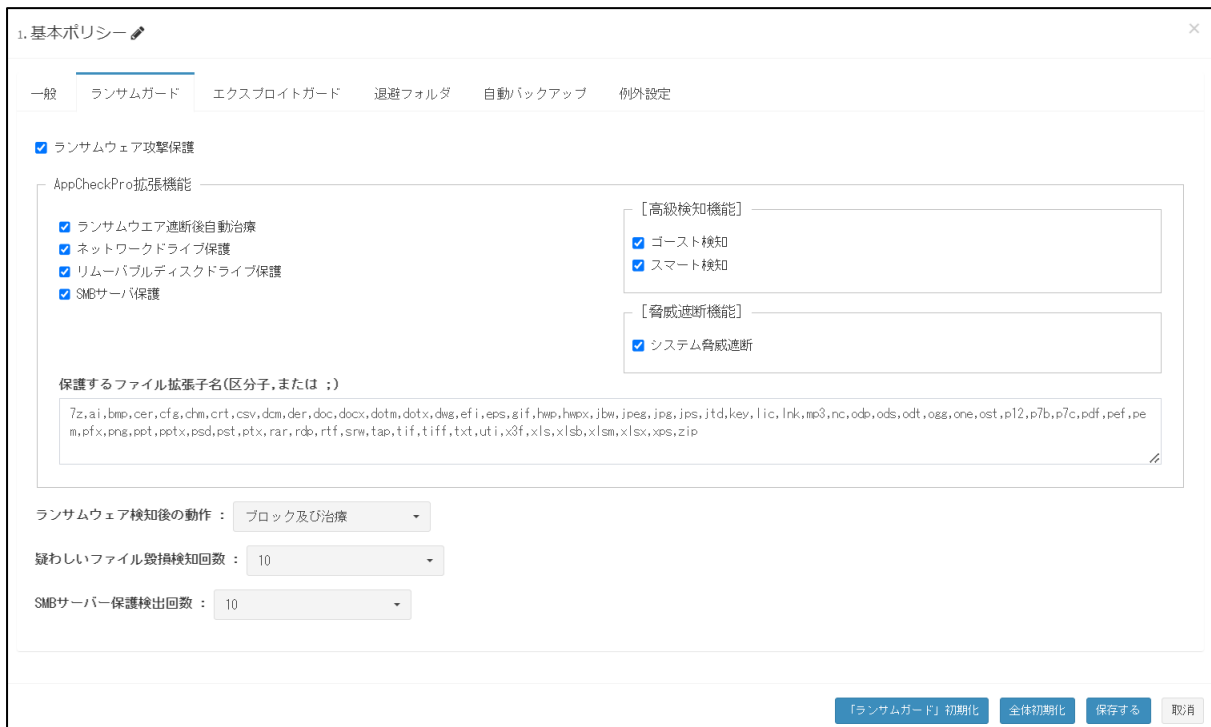 1. 基本ポリシー
×
一般 ランサムガード エクスプロイトガード 退避フォルダ 自動バックアップ 例外設定
ランサムウェア攻撃保護
AppCheckPro拡張機能
ランサムウエア遮断後自動治療
ネットワークドライブ保護
リムーバブルディスクドライブ保護
SMBサーバ保護
[高級検知機能]
ゴースト検知
スマート検知
[脅威遮断機能]
システム脅威遮断
保護するファイル拡張子名(区分子,または ;)
7z,ai,bmp,cer,cfg,chm,crt,csv,dcm,der,doc,docx,dotm,dotx,dwg,efi,eps,gif,hwp,hwpx,jbw,jpeg,jpg,jps,jtd,key,lic,lnk,mp3,nc,odp,ods,odt,ogg,one,ost,p12,p7b,p7c,pdf,pef,pe
m,pfx,png,ppt,pptx,psd,pst,ptx,rar,rdp,rtf,srw,tap,tif,tiff,txt,uti,x3f,xls,xlsb,xlsm,xlsx,xps,zip
ランサムウェア検知後の動作 : ブロック及び治療
疑わしいファイル毀損検知回数 : 10
SMBサーバー保護検出回数 : 10
「ランサムガード」初期化 全体初期化 保存する 取消